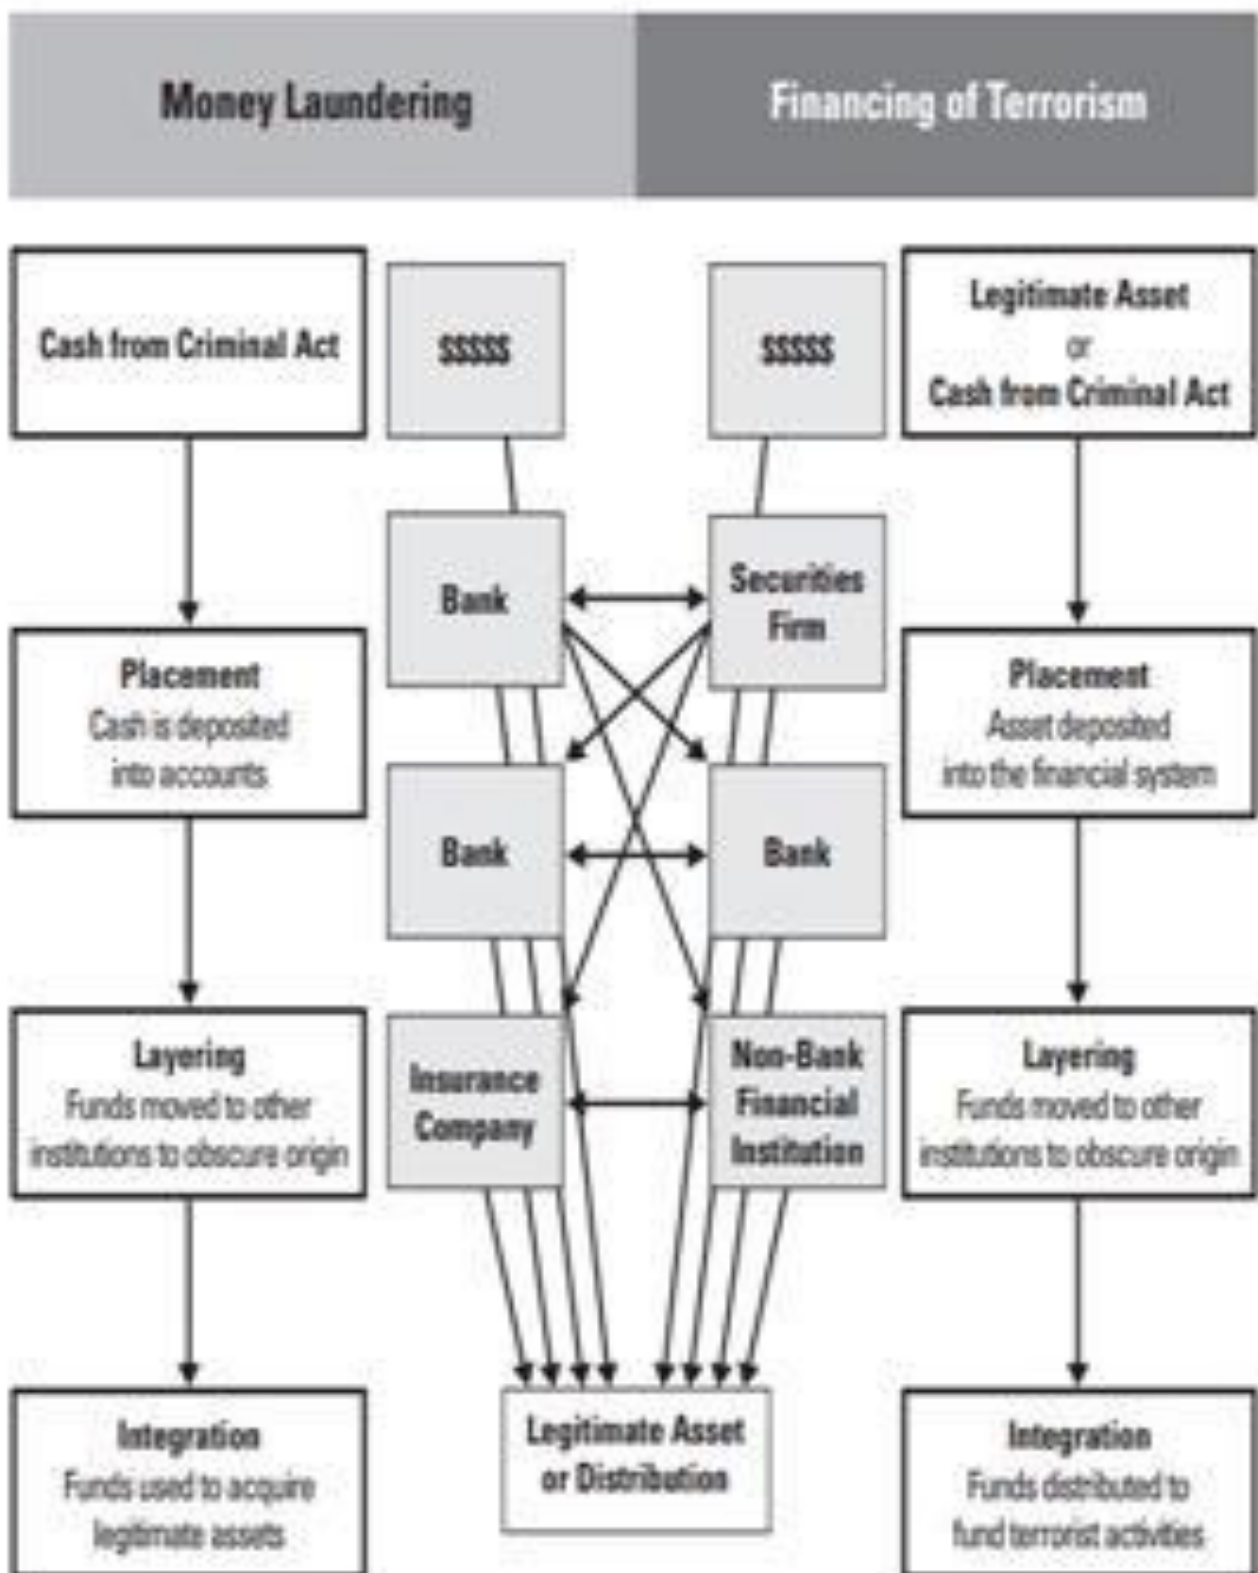 Money Laundering
Financing of Terrorism
Cash from Criminal Act
$$$$$
$$$$$
Legitimate Asset
or
Cash from Criminal Act
Bank
Securities
Firm
Placement
Cash is deposited
into accounts
Placement
Asset deposited
into the financial system
Bank
Bank
Layering
Funds moved to other
institutions to obscure origin
Insurance
Company
Non-Bank
Financial
Institution
Layering
Funds moved to other
institutions to obscure origin
Integration
Funds used to acquire
legitimate assets
Legitimate Asset
or Distribution
Integration
Funds distributed to
fund terrorist activities